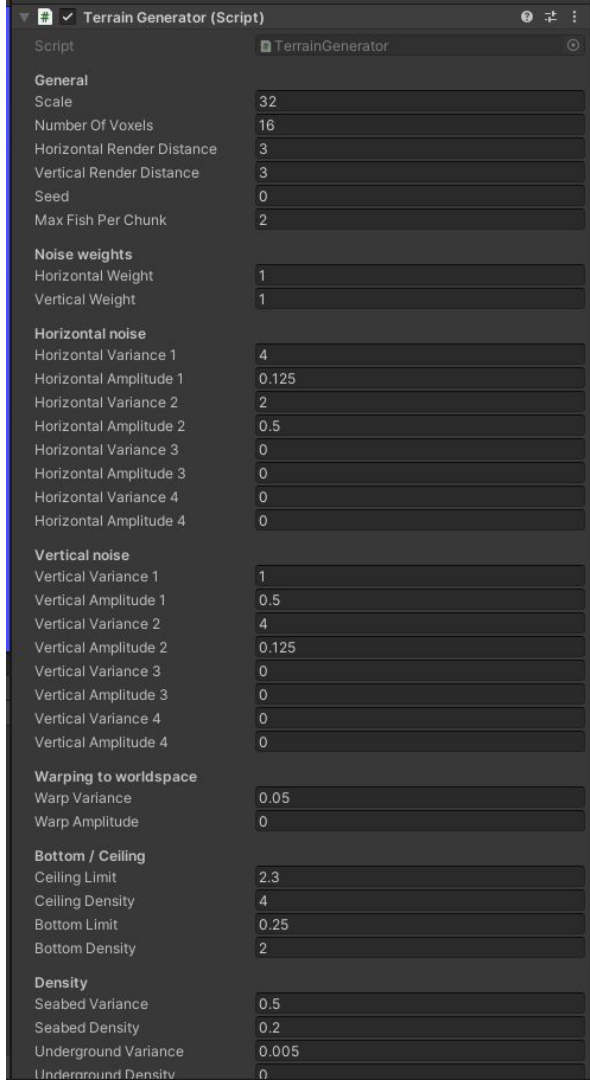 Terrain Generator (Script)
Script TerrainGenerator
General
Scale 32
Number Of Voxels 16
Horizontal Render Distance 3
Vertical Render Distance 3
Seed 0
Max Fish Per Chunk 2
Noise weights
Horizontal Weight 1
Vertical Weight 1
Horizontal noise
Horizontal Variance 1 4
Horizontal Amplitude 1 0.125
Horizontal Variance 2 2
Horizontal Amplitude 2 0.5
Horizontal Variance 3 0
Horizontal Amplitude 3 0
Horizontal Variance 4 0
Horizontal Amplitude 4 0
Vertical noise
Vertical Variance 1 1
Vertical Amplitude 1 0.5
Vertical Variance 2 4
Vertical Amplitude 2 0.125
Vertical Variance 3 0
Vertical Amplitude 3 0
Vertical Variance 4 0
Vertical Amplitude 4 0
Warping to worldspace
Warp Variance 0.05
Warp Amplitude 0
Bottom / Ceiling
Ceiling Limit 2.3
Ceiling Density 4
Bottom Limit 0.25
Bottom Density 2
Density
Seabed Variance 0.5
Seabed Density 0.2
Underground Variance 0.005
Underground Density 0